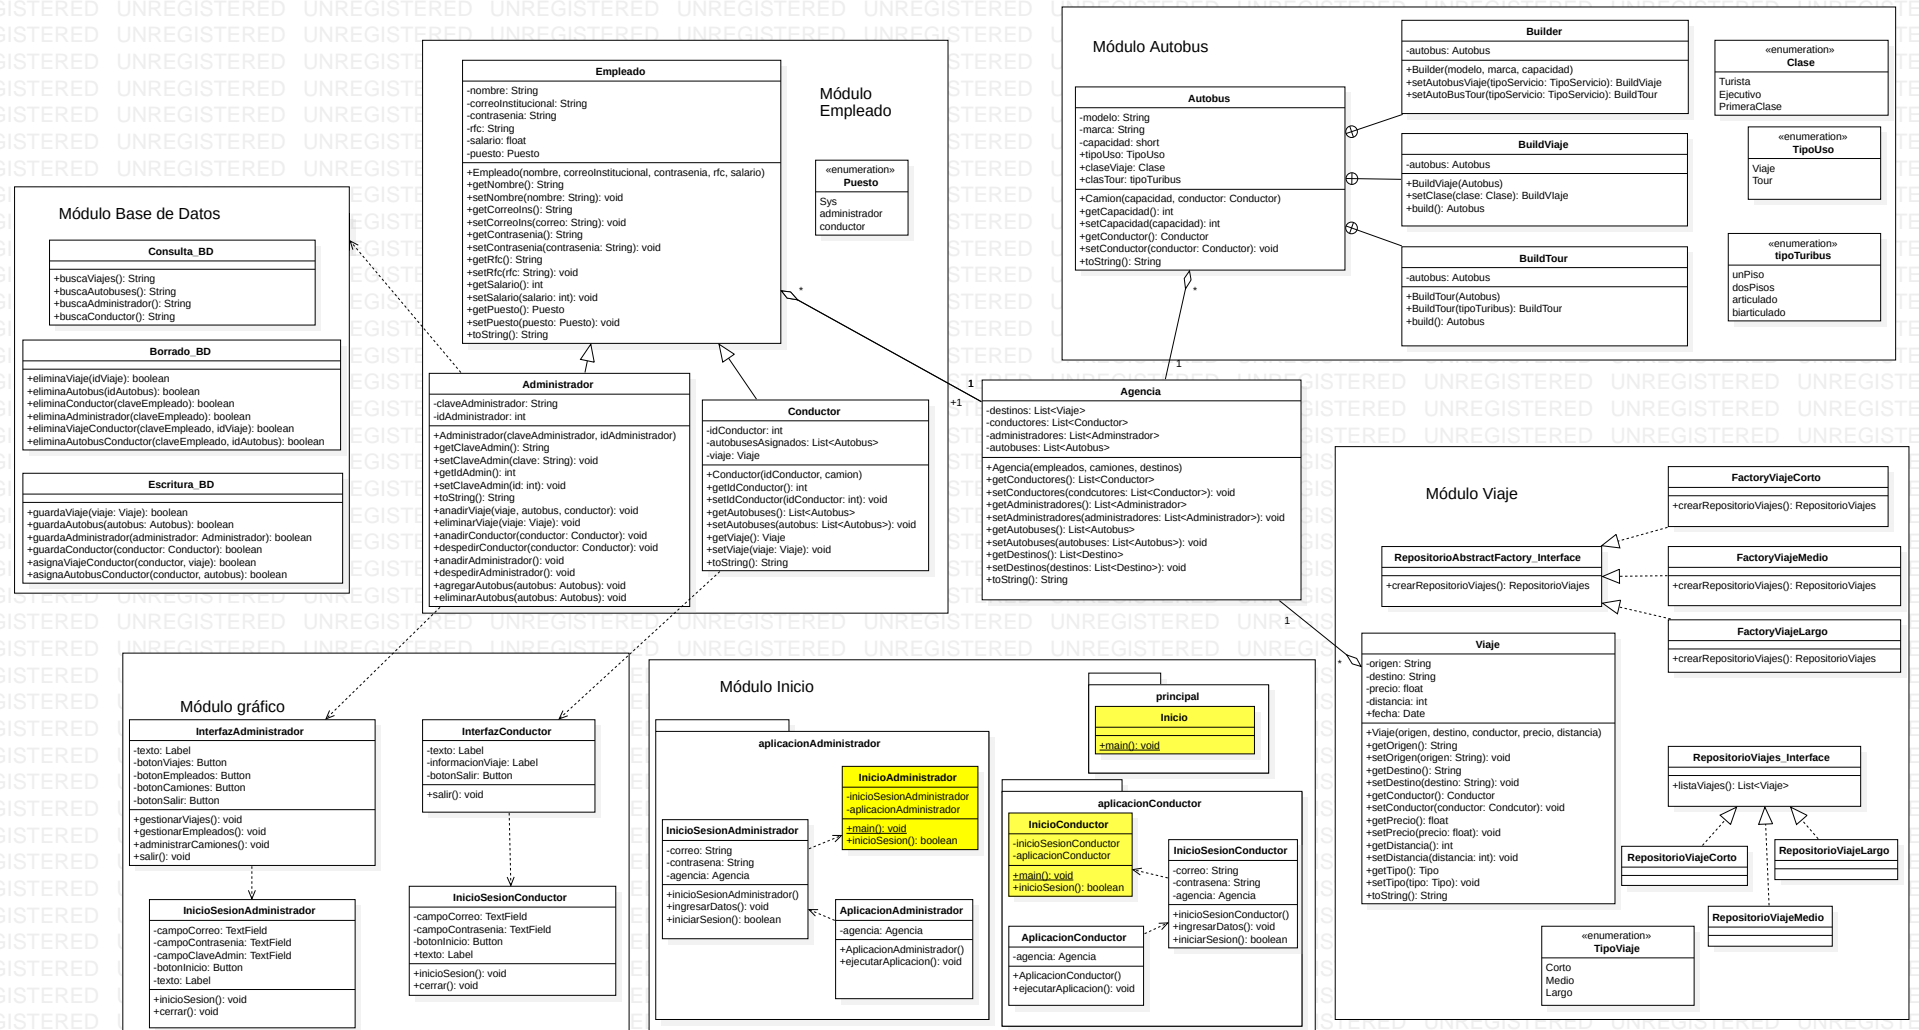 Módulo Base de Datos
Consulta_BD
+buscaViajes(): String
+buscaAutobuses(): String
+buscaAdministrador(): String
+buscaConductor(): String
Borrado_BD
+eliminaViaje(idViaje): boolean
+eliminaAutobus(idAutobus): boolean
+eliminaConductor(claveEmpleado): boolean
+eliminaAdministrador(claveEmpleado): boolean
+eliminaViajeConductor(claveEmpleado, idViaje): boolean
+eliminaAutobusConductor(claveEmpleado, idAutobus): boolean
Escritura_BD
+guardaViaje(viaje: Viaje): boolean
+guardaAutobus(autobus: Autobus): boolean
+guardaAdministrador(administrador: Administrador): boolean
+guardaConductor(conductor: Conductor): boolean
+asignaViajeConductor(conductor, viaje): boolean
+asignaAutobusConductor(conductor, autobus): boolean
Módulo
Empleado
Empleado
-nombre: String
-correoInstitucional: String
-contrasenia: String
-rfc: String
-salario: float
-puesto: Puesto
+Empleado(nombre, correoInstitucional, contrasenia, rfc, salario)
+getNombre(): String
+setNombre(nombre: String): void
+getCorreoIns(): String
+setCorreoIns(correo: String): void
+getContrasenia(): String
+setContrasenia(contrasenia: String): void
+getRfc(): String
+setRfc(rfc: String): void
+getSalario(): int
+setSalario(salario: int): void
+getPuesto(): Puesto
+setPuesto(puesto: Puesto): void
+toString(): String
«enumeration»
Puesto
Sys
administrador
conductor
Administrador
-claveAdministrador: String
-idAdministrador: int
+Administrador(claveAdministrador, idAdministrador)
+getClaveAdmin(): String
+setClaveAdmin(clave: String): void
+getIdAdmin(): int
+setClaveAdmin(id: int): void
+toString(): String
+anadirViaje(viaje, autobus, conductor): void
+eliminarViaje(viaje: Viaje): void
+anadirConductor(conductor: Conductor): void
+despedirConductor(conductor: Conductor): void
+anadirAdministrador(): void
+despedirAdministrador(): void
+agregarAutobus(autobus: Autobus): void
+eliminarAutobus(autobus: Autobus): void
Conductor
-idConductor: int
-autobusesAsignados: List<Autobus>
-viaje: Viaje
+Conductor(idConductor, camion)
+getIdConductor(): int
+setIdConductor(idConductor: int): void
+getAutobuses(): List<Autobus>
+setAutobuses(autobus: List<Autobus>): void
+getViaje(): Viaje
+setViaje(viaje: Viaje): void
+toString(): String
*
1
+1
Módulo Autobus
Autobus
-modelo: String
-marca: String
-capacidad: short
+tipoUso: TipoUso
+claseViaje: Clase
+clasTour: tipoTuribus
+Camion(capacidad, conductor: Conductor)
+getCapacidad(): int
+setCapacidad(capacidad): int
+getConductor(): Conductor
+setConductor(conductor: Conductor): void
+toString(): String
Builder
-autobus: Autobus
+Builder(modelo, marca, capacidad)
+setAutobusViaje(tipoServicio: TipoServicio): BuildViaje
+setAutoBusTour(tipoServicio: TipoServicio): BuildTour
BuildViaje
-autobus: Autobus
+BuildViaje(Autobus)
+setClase(clase: Clase): BuildVIaje
+build(): Autobus
BuildTour
-autobus: Autobus
+BuildTour(Autobus)
+BuildTour(tipoTuribus): BuildTour
+build(): Autobus
«enumeration»
Clase
Turista
Ejecutivo
PrimeraClase
«enumeration»
TipoUso
Viaje
Tour
«enumeration»
tipoTuribus
unPiso
dosPisos
articulado
biarticulado
*
1
Agencia
-destinos: List<Viaje>
-conductores: List<Conductor>
-administradores: List<Adminstrador>
-autobuses: List<Autobus>
+Agencia(empleados, camiones, destinos)
+getConductores(): List<Conductor>
+setConductores(condcutores: List<Conductor>): void
+getAdministradores(): List<Administrador>
+setAdministradores(administradores: List<Administrador>): void
+getAutobuses(): List<Autobus>
+setAutobuses(autobuses: List<Autobus>): void
+getDestinos(): List<Destino>
+setDestinos(destinos: List<Destino>): void
+toString(): String
1
*
Módulo Viaje
FactoryViajeCorto
+crearRepositorioViajes(): RepositorioViajes
RepositorioAbstractFactory_Interface
+crearRepositorioViajes(): RepositorioViajes
FactoryViajeMedio
+crearRepositorioViajes(): RepositorioViajes
FactoryViajeLargo
+crearRepositorioViajes(): RepositorioViajes
Viaje
-origen: String
-destino: String
-precio: float
-distancia: int
+fecha: Date
+Viaje(origen, destino, conductor, precio, distancia)
+getOrigen(): String
+setOrigen(origen: String): void
+getDestino(): String
+setDestino(destino: String): void
+getConductor(): Conductor
+setConductor(conductor: Condcutor): void
+getPrecio(): float
+setPrecio(precio: float): void
+getDistancia(): int
+setDistancia(distancia: int): void
+getTipo(): Tipo
+setTipo(tipo: Tipo): void
+toString(): String
RepositorioViajes_Interface
+listaViajes(): List<Viaje>
RepositorioViajeCorto
RepositorioViajeLargo
RepositorioViajeMedio
«enumeration»
TipoViaje
Corto
Medio
Largo
Módulo gráfico
InterfazAdministrador
-texto: Label
-botonViajes: Button
-botonEmpleados: Button
-botonCamiones: Button
-botonSalir: Button
+gestionarViajes(): void
+gestionarEmpleados(): void
+administrarCamiones(): void
+salir(): void
InterfazConductor
-texto: Label
-informacionViaje: Label
-botonSalir: Button
+salir(): void
InicioSesionAdministrador
-campoCorreo: TextField
-campoContrasenia: TextField
-campoClaveAdmin: TextField
-botonInicio: Button
-texto: Label
+inicioSesion(): void
+cerrar(): void
InicioSesionConductor
-campoCorreo: TextField
-campoContrasenia: TextField
-botonInicio: Button
+texto: Label
+inicioSesion(): void
+cerrar(): void
Módulo Inicio
principal
Inicio
+main(): void
aplicacionAdministrador
InicioAdministrador
-inicioSesionAdministrador
-aplicacionAdministrador
+main(): void
+inicioSesion(): boolean
InicioSesionAdministrador
-correo: String
-contrasena: String
-agencia: Agencia
+inicioSesionAdministrador()
+ingresarDatos(): void
+iniciarSesion(): boolean
AplicacionAdministrador
-agencia: Agencia
+AplicacionAdministrador()
+ejecutarAplicacion(): void
aplicacionConductor
InicioConductor
-inicioSesionConductor
-aplicacionConductor
+main(): void
+inicioSesion(): boolean
InicioSesionConductor
-correo: String
-contrasena: String
-agencia: Agencia
+inicioSesionConductor()
+ingresarDatos(): void
+iniciarSesion(): boolean
AplicacionConductor
-agencia: Agencia
+AplicacionConductor()
+ejecutarAplicacion(): void
UNREGISTERED